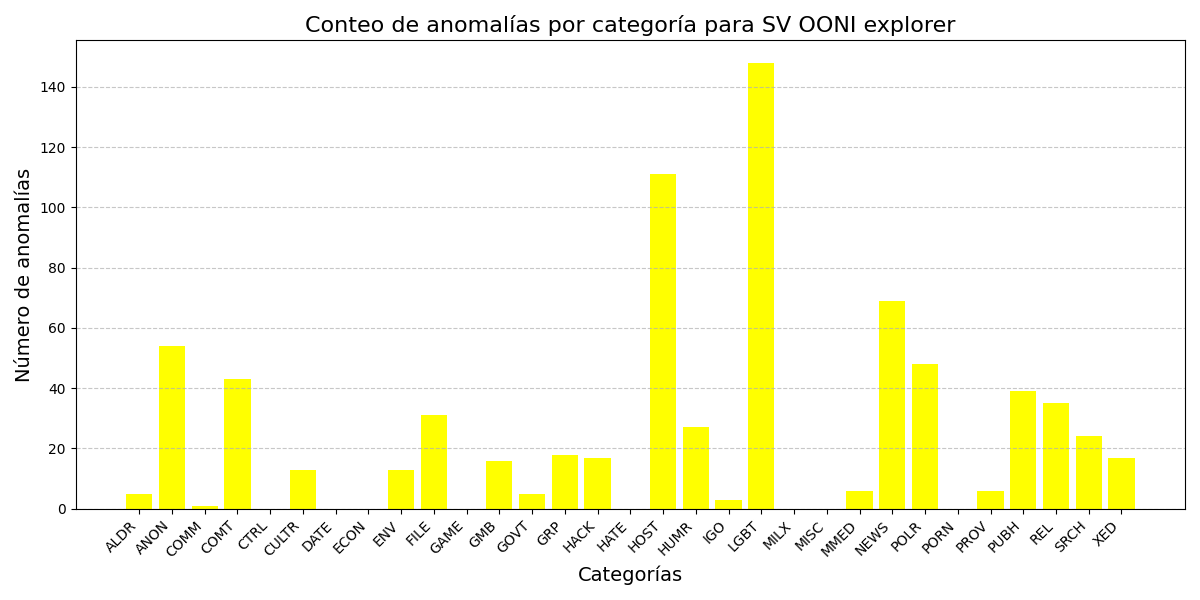 Conteo de anomalías por categoría para SV OONI explorer
Número de anomalías
140
120
100
80
60
40
20
0
ALDR
ANON
COMM
COMT
CTRL
CULTR
DATE
ECON
ENV
FILE
GAME
GMB
GOVT
GRP
HACK
HATE
HOST
HUMR
IGO
LGBT
MILX
MISC
MMED
NEWS
POLR
PORN
PROV
PUBH
REL
SRCH
XED
Categorías